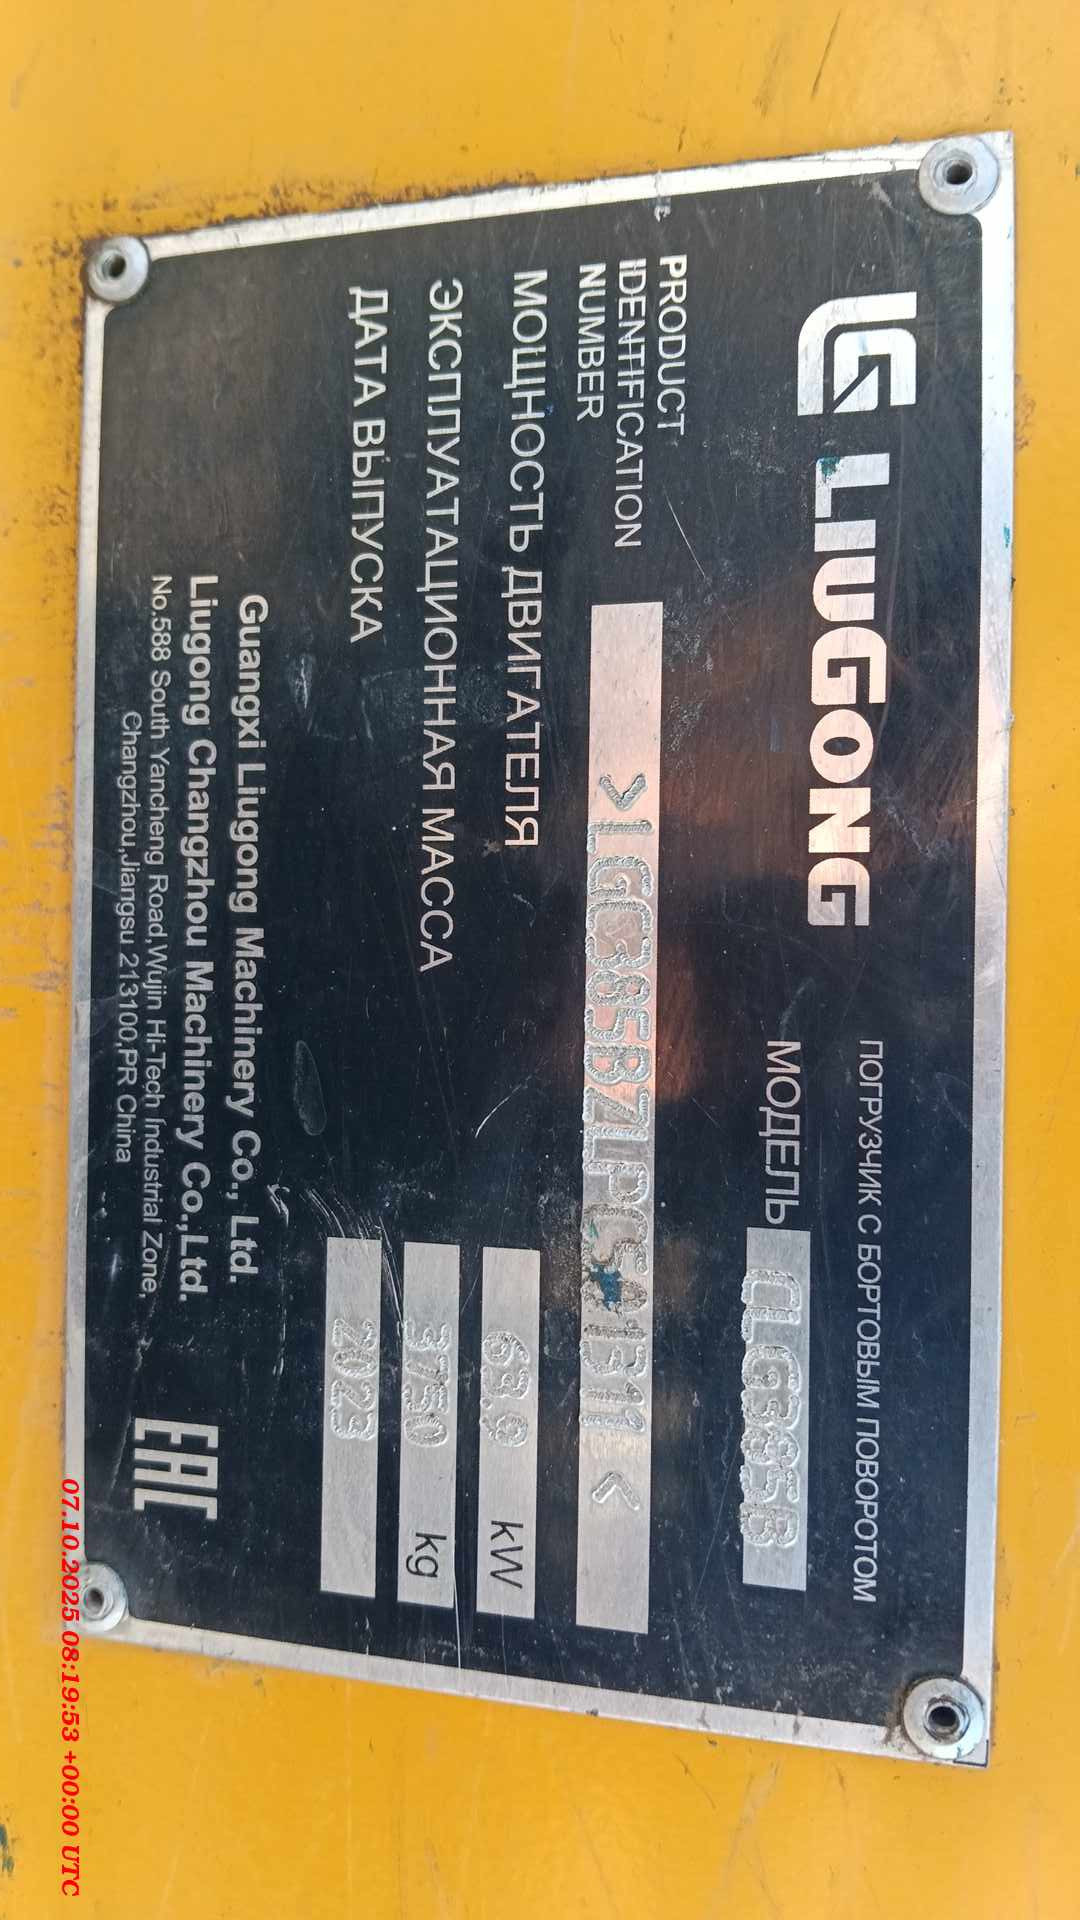 LG LIUGONG
ПОГРУЗЧИК С БОРТОВЫМ ПОВОРОТОМ
МОДЕЛЬ CLG385B
PRODUCT
IDENTIFICATION
NUMBER
МОЩНОСТЬ ДВИГАТЕЛЯ 63.9 kW
ЭКСПЛУАТАЦИОННАЯ МАССА 3750 kg
ДАТА ВЫПУСКА 2023
Guangxi Liugong Machinery Co., Ltd.
Liugong Changzhou Machinery Co.,Ltd.
No.588 South Yancheng Road,Wujin Hi-Tech Industrial Zone,
Changzhou,Jiangsu 213100,PR China
EAC
07.10.2025 08:19:53 +00:00 UTC